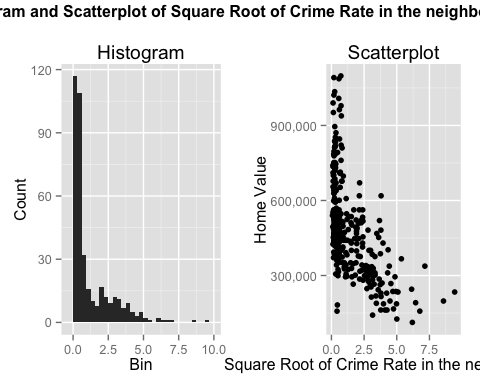 ram and Scatterplot of Square Root of Crime Rate in the neighb
Histogram
Scatterplot
120
90
60
30
0
Count
0.0 2.5 5.0 7.5 10.0
Bin
900,000
600,000
300,000
Home Value
0.0 2.5 5.0 7.5
Square Root of Crime Rate in the ne